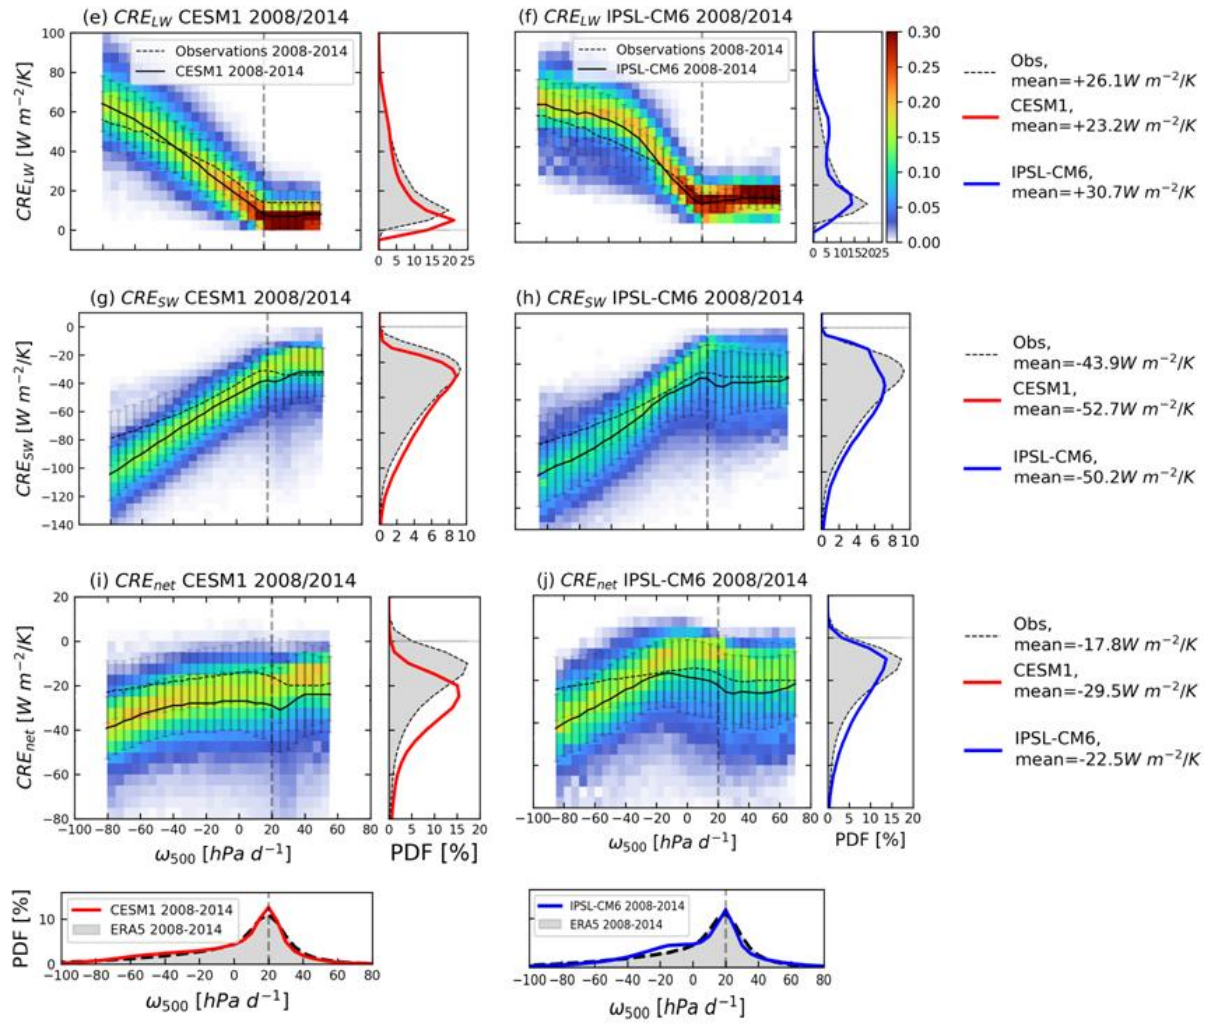 (e) CRE_LW CESM1 2008/2014
(f) CRE_LW IPSL-CM6 2008/2014
100
80
60
40
20
0
CRE_LW [W m⁻²/K]
Observations 2008-2014
CESM1 2008-2014
0 5 10 15 20 25
Observations 2008-2014
IPSL-CM6 2008-2014
0 5 10152025
0.30
0.25
0.20
0.15
0.10
0.05
0.00
Obs,
mean=+26.1W m⁻²/K
CESM1,
mean=+23.2W m⁻²/K
IPSL-CM6,
mean=+30.7W m⁻²/K
(g) CRE_SW CESM1 2008/2014
(h) CRE_SW IPSL-CM6 2008/2014
0
−20
−40
−60
−80
−100
−120
−140
CRE_SW [W m⁻²/K]
0 2 4 6 8 10
0 2 4 6 8 10
Obs,
mean=-43.9W m⁻²/K
CESM1,
mean=-52.7W m⁻²/K
IPSL-CM6,
mean=-50.2W m⁻²/K
(i) CRE_net CESM1 2008/2014
(j) CRE_net IPSL-CM6 2008/2014
20
0
−20
−40
−60
−80
CRE_net [W m⁻²/K]
−100 −80 −60 −40 −20 0 20 40 60 80
ω₅₀₀ [hPa d⁻¹]
0 5 10 15 20
PDF [%]
−100 −80 −60 −40 −20 0 20 40 60 80
ω₅₀₀ [hPa d⁻¹]
0 5 10 15 20
PDF [%]
Obs,
mean=-17.8W m⁻²/K
CESM1,
mean=-29.5W m⁻²/K
IPSL-CM6,
mean=-22.5W m⁻²/K
PDF [%]
10
0
CESM1 2008-2014
ERA5 2008-2014
−100 −80 −60 −40 −20 0 20 40 60 80
ω₅₀₀ [hPa d⁻¹]
IPSL-CM6 2008-2014
ERA5 2008-2014
−100 −80 −60 −40 −20 0 20 40 60 80
ω₅₀₀ [hPa d⁻¹]